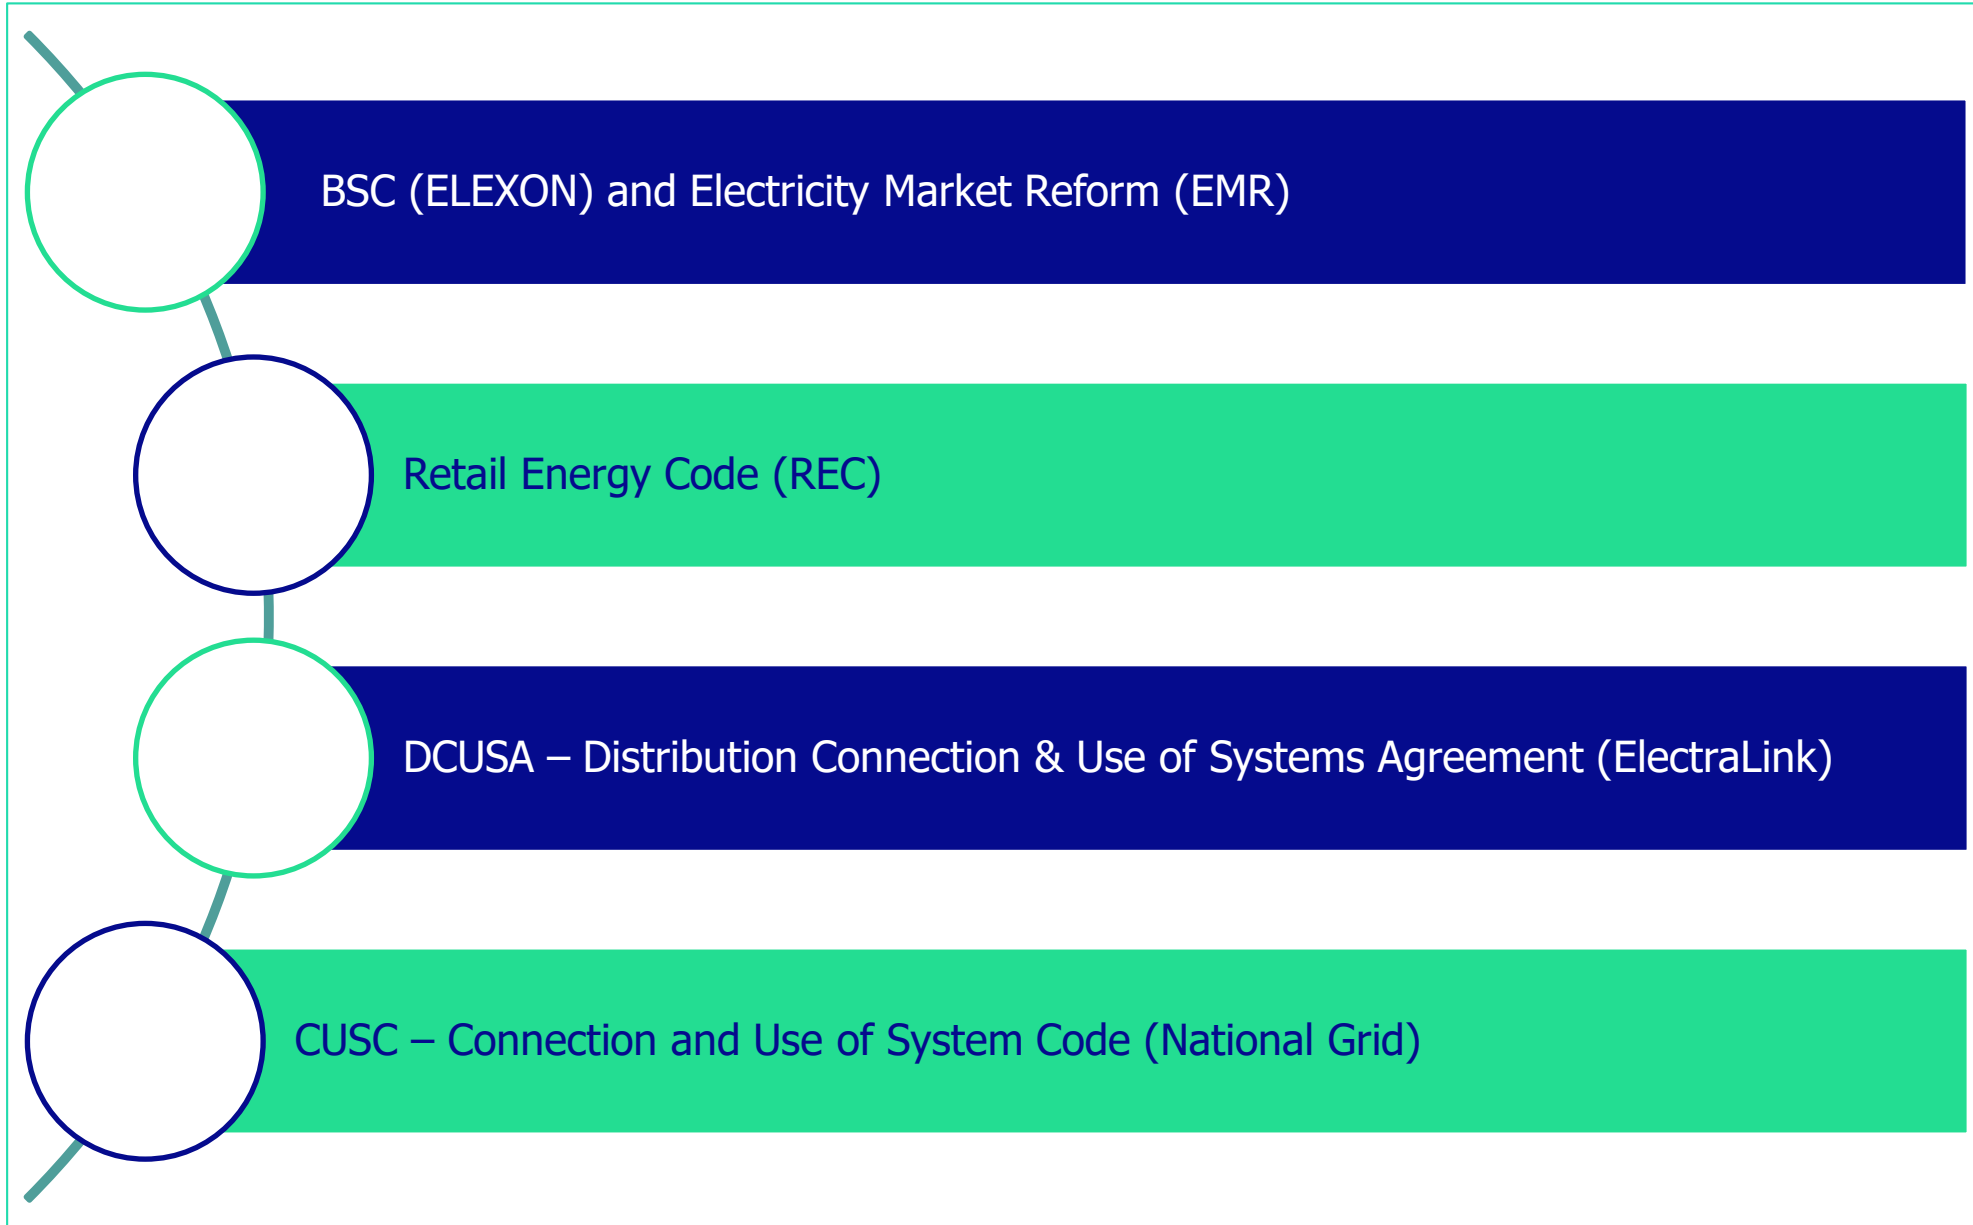 BSC (ELEXON) and Electricity Market Reform (EMR)
Retail Energy Code (REC)
DCUSA – Distribution Connection & Use of Systems Agreement (ElectraLink)
CUSC – Connection and Use of System Code (National Grid)